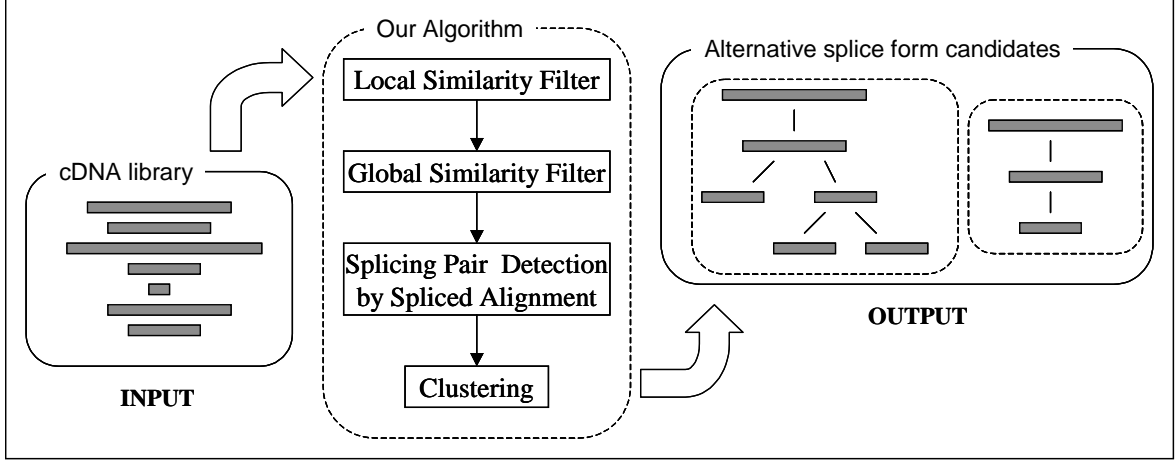 cDNA library
INPUT
Our Algorithm
Local Similarity Filter
Global Similarity Filter
Splicing Pair Detection
by Spliced Alignment
Clustering
Alternative splice form candidates
OUTPUT